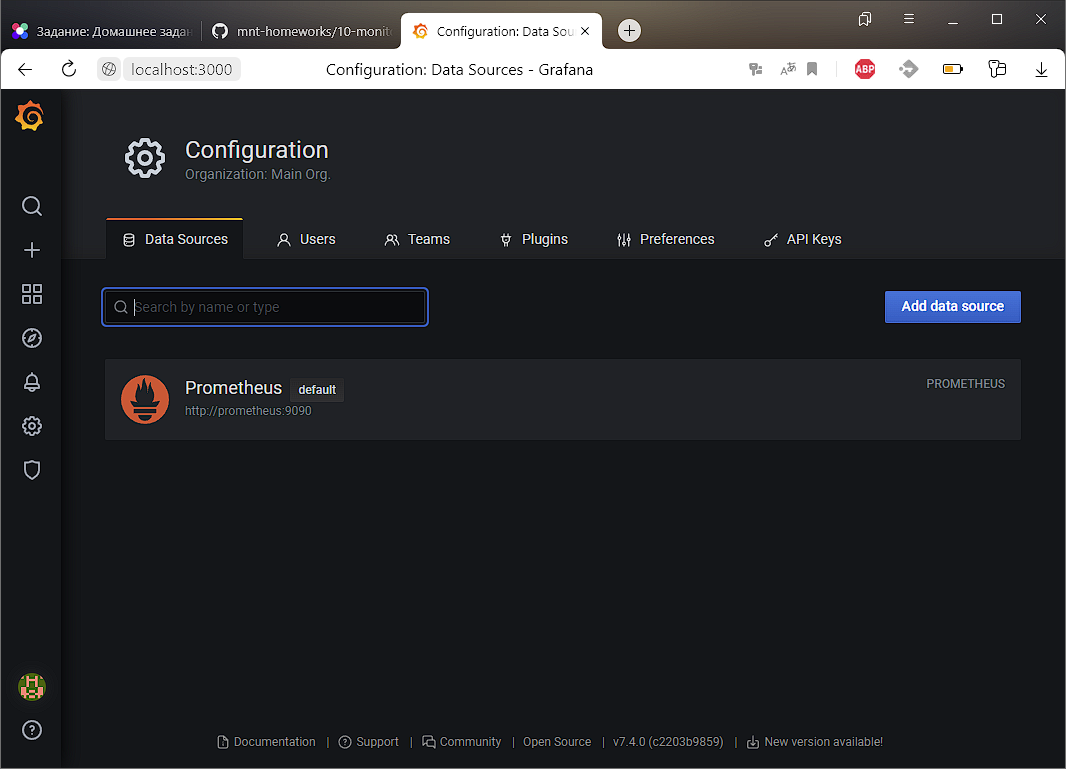 Задание: Домашнее задан
mnt-homeworks/10-monit
Configuration: Data Sou
localhost:3000
Configuration: Data Sources - Grafana
ABP
Configuration
Organization: Main Org.
Data Sources
Users
Teams
Plugins
Preferences
API Keys
Search by name or type
Add data source
Prometheus
default
PROMETHEUS
http://prometheus:9090
Documentation | Support | Community | Open Source | v7.4.0 (c2203b9859) | New version available!